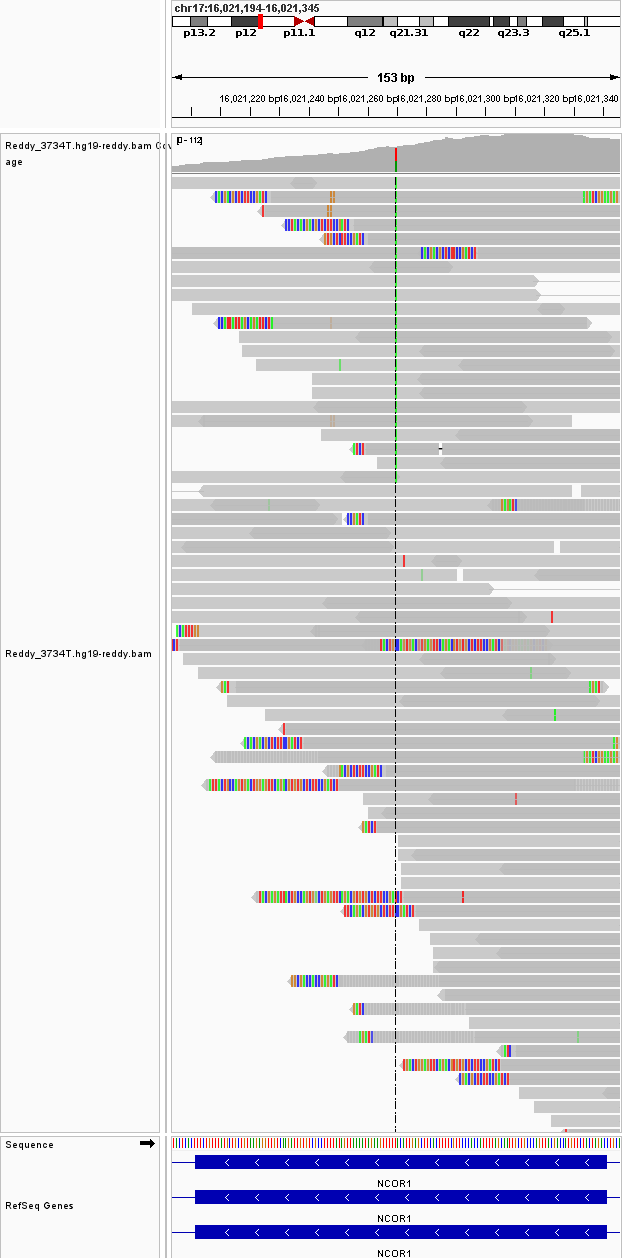 chr17:16,021,194-16,021,345
p13.2 p12 p11.1 q12 q21.31 q22 q23.3 q25.1
153 bp
16,021,220 bp 16,021,240 bp 16,021,260 bp 16,021,280 bp 16,021,300 bp 16,021,320 bp 16,021,340
Reddy_3734T.hg19-reddy.bam Cov
age
[0 - 112]
Reddy_3734T.hg19-reddy.bam
Sequence
NCOR1
RefSeq Genes
NCOR1
NCOR1